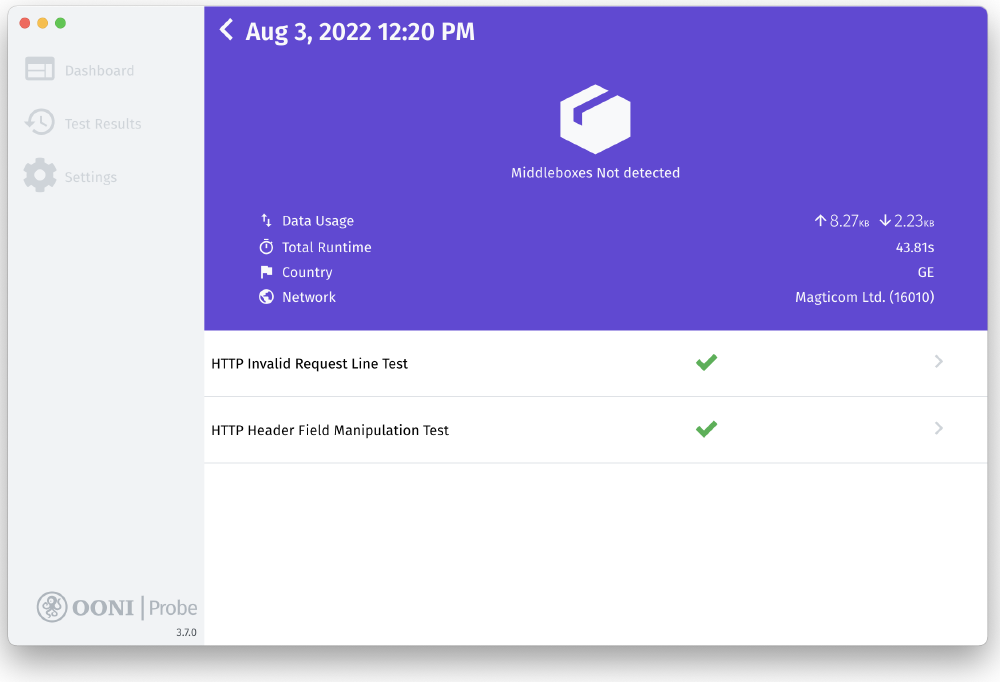 Aug 3, 2022 12:20 PM
Dashboard
Test Results
Settings
Middleboxes Not detected
Data Usage 8.27KB 2.23KB
Total Runtime 43.81s
Country GE
Network Magticom Ltd. (16010)
HTTP Invalid Request Line Test
HTTP Header Field Manipulation Test
OONI | Probe
3.7.0